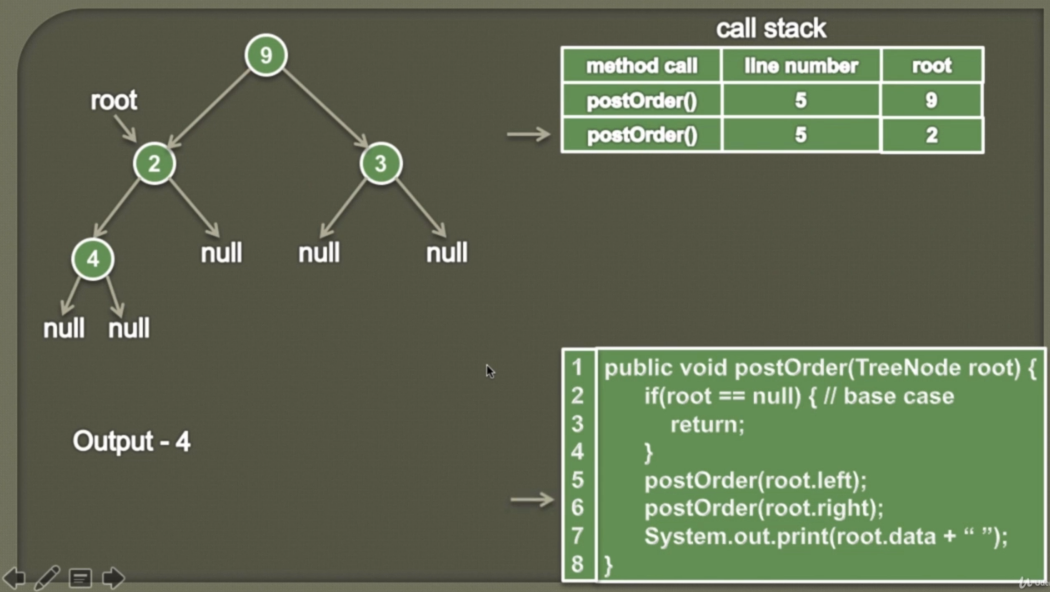 call stack
method call line number root
postOrder() 5 9
postOrder() 5 2
9
root
2 3
4 null null null
null null
Output - 4
1 public void postOrder(TreeNode root) {
2 if(root == null) { // base case
3 return;
4 }
5 postOrder(root.left);
6 postOrder(root.right);
7 System.out.print(root.data + “ ”);
8 }